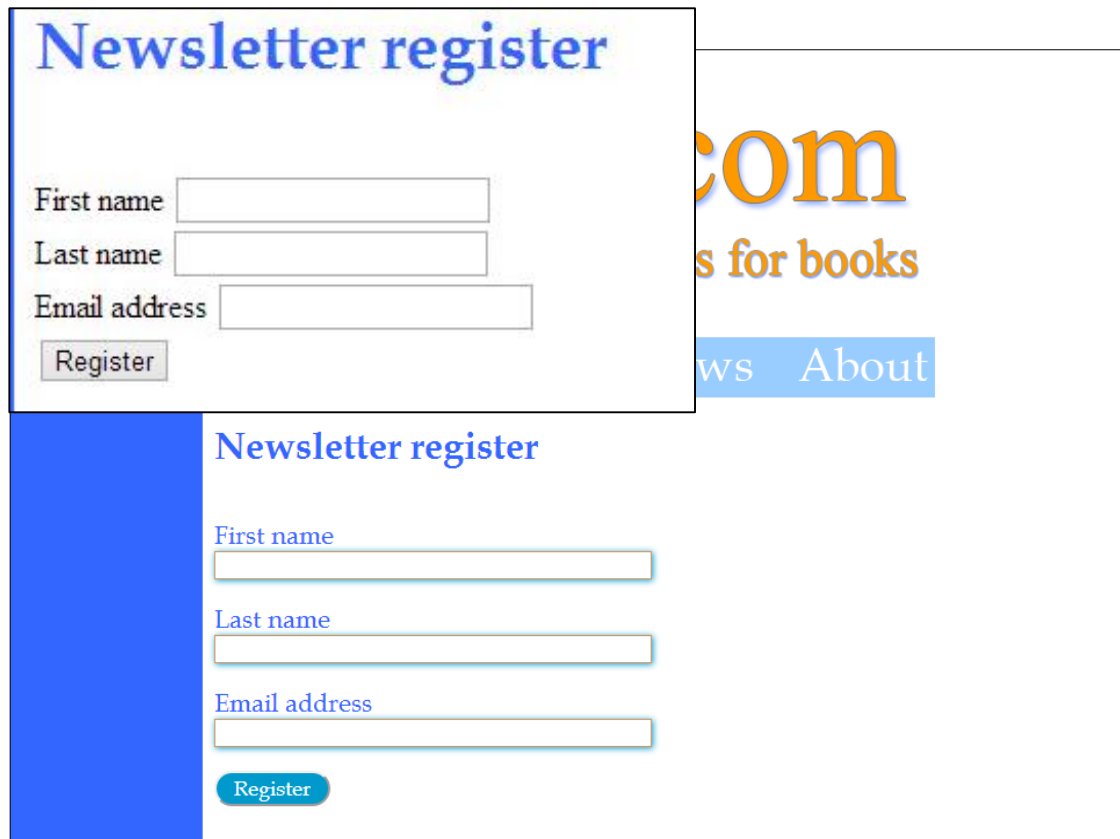 Newsletter register
First name
Last name
Email address
Register
com
s for books
ws About
Newsletter register
First name
Last name
Email address
Register